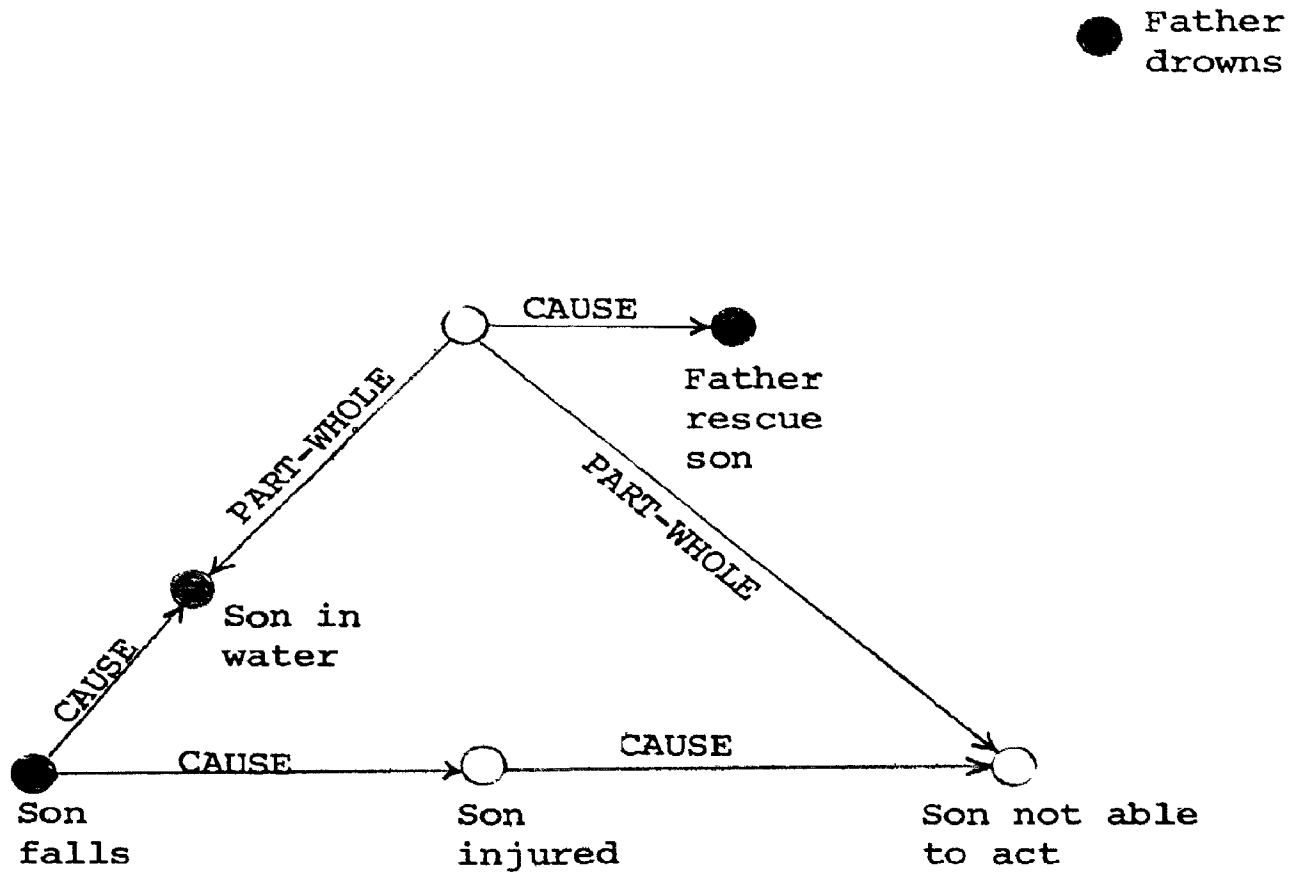 Father
drowns
CAUSE
Father
rescue
son
PART-WHOLE
PART-WHOLE
Son in
water
CAUSE
CAUSE
CAUSE
Son
falls
Son
injured
Son not able
to act